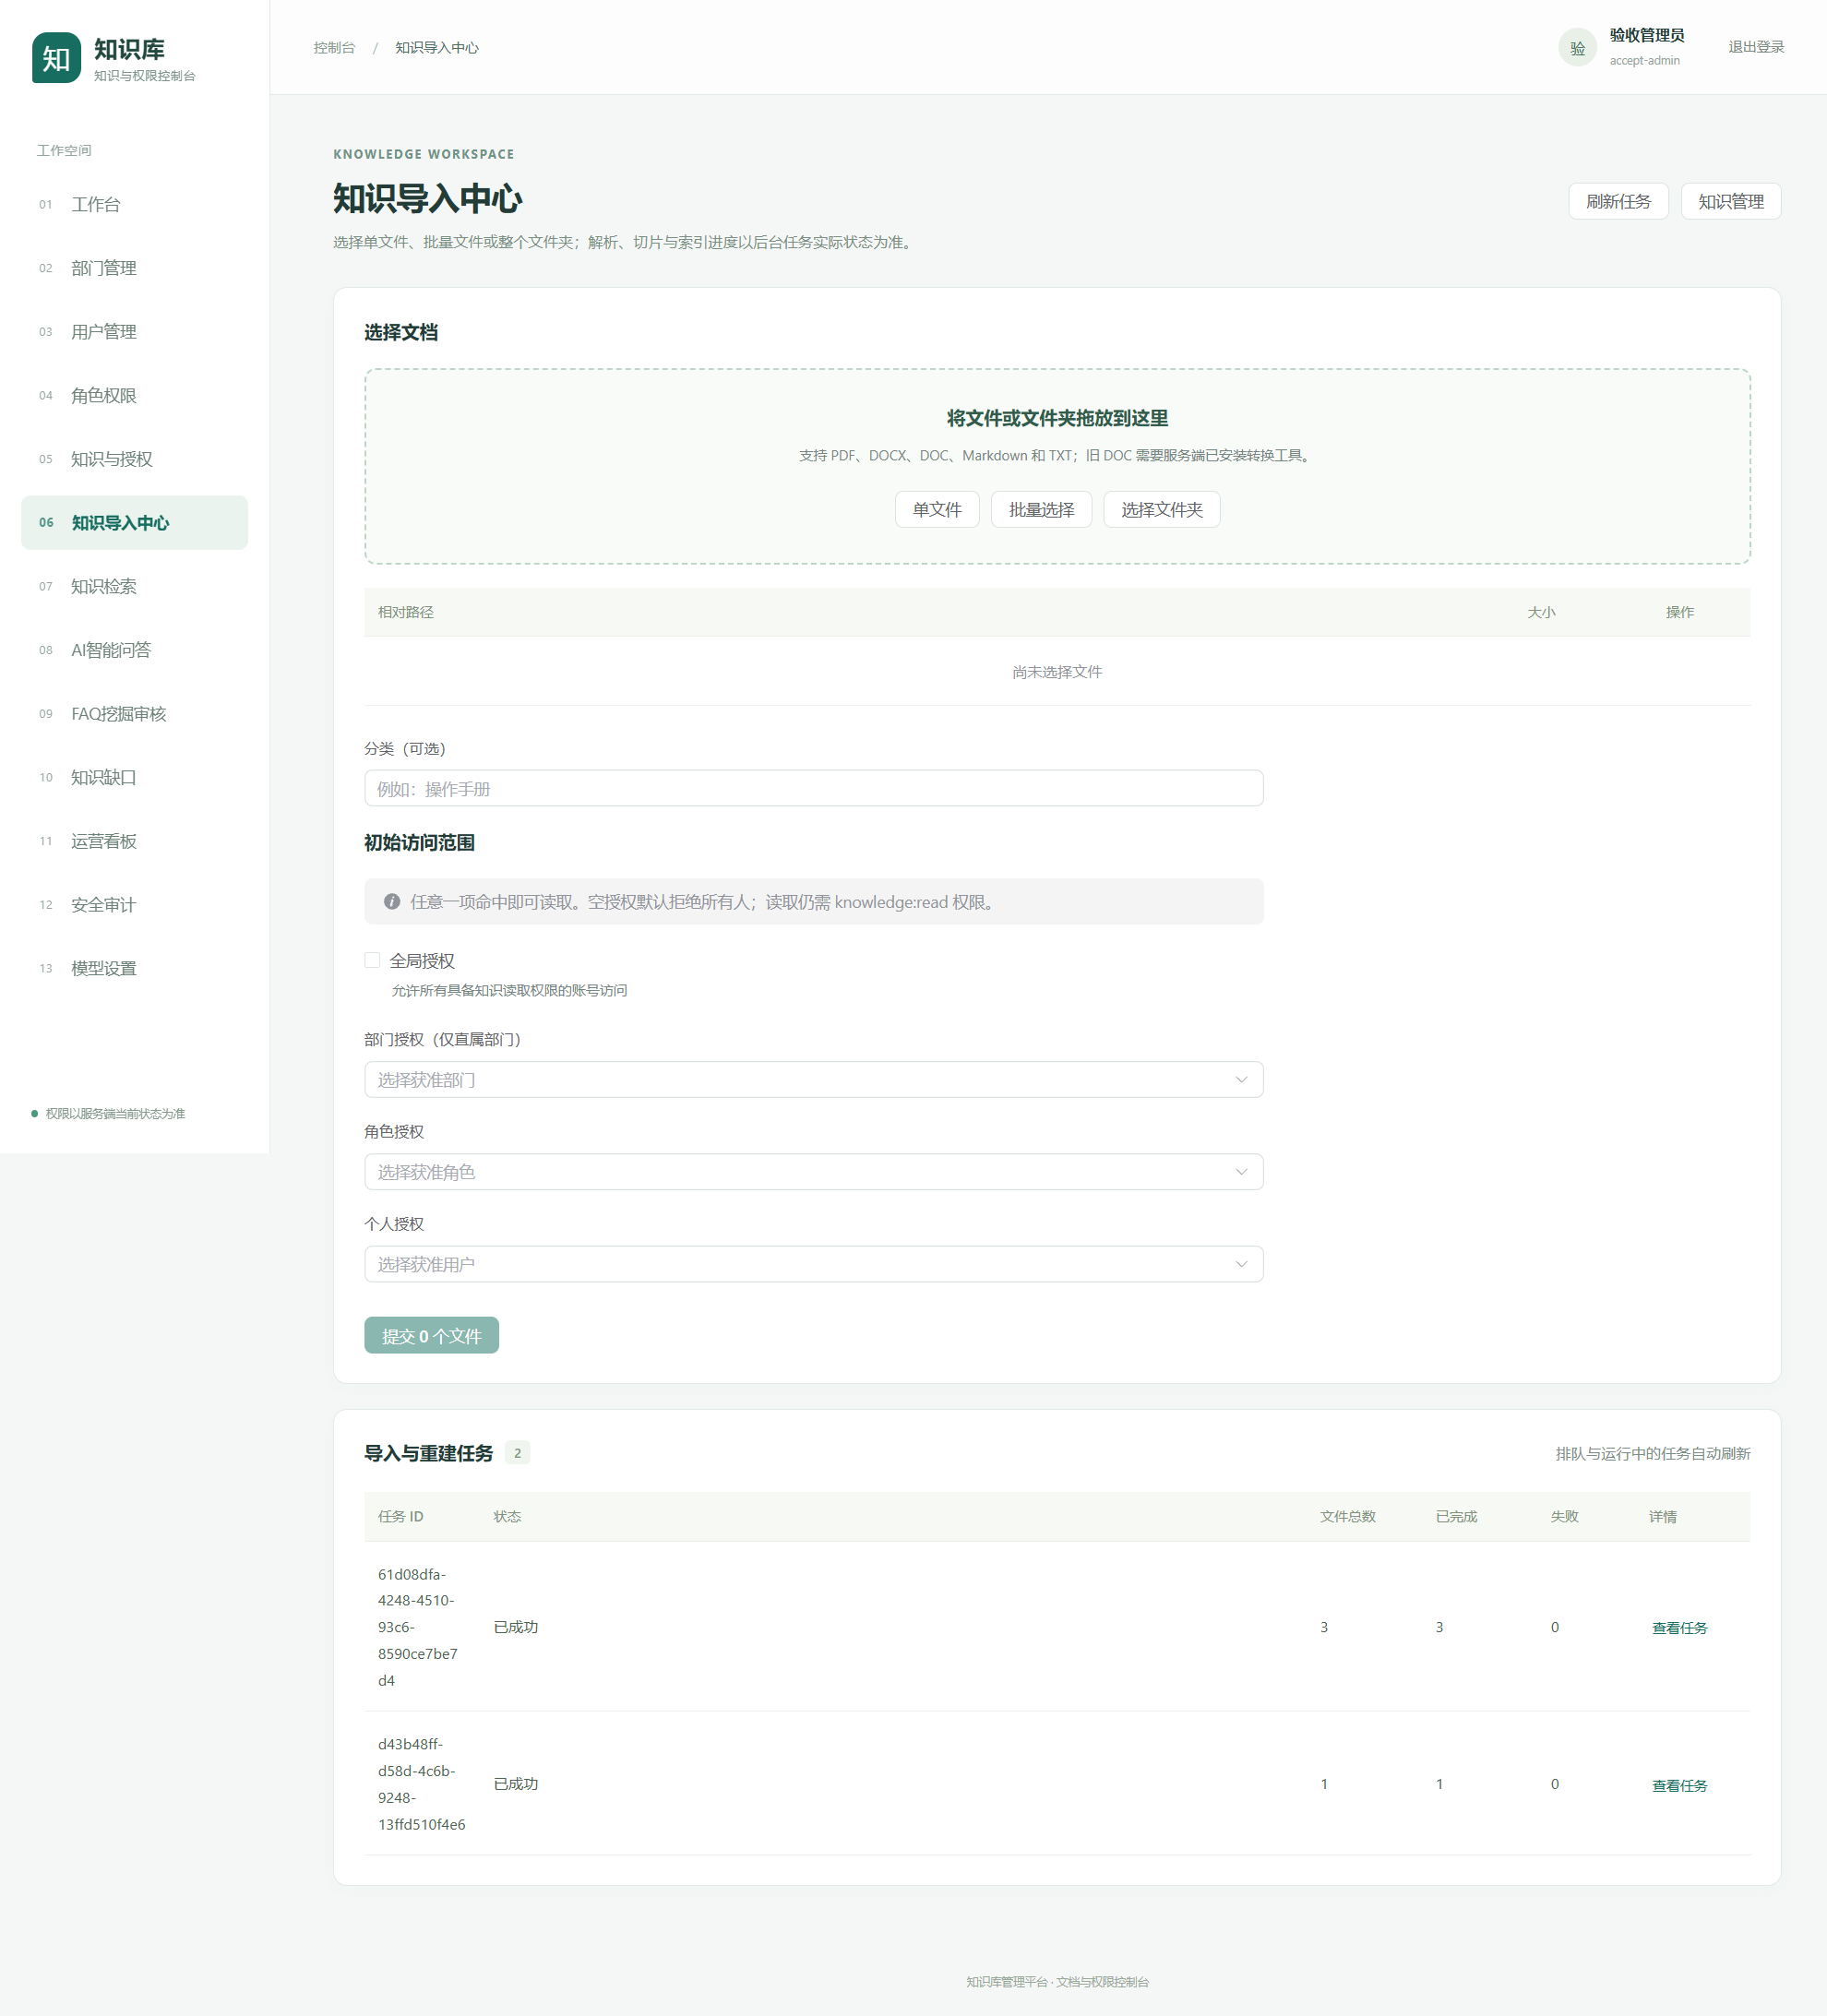 知
知识库
知识与权限控制台
工作空间
01 工作台
02 部门管理
03 用户管理
04 角色权限
05 知识与授权
06 知识导入中心
07 知识检索
08 AI智能问答
09 FAQ挖掘审核
10 知识缺口
11 运营看板
12 安全审计
13 模型设置
权限以服务端当前状态为准
控制台 / 知识导入中心
验
验收管理员
accept-admin
退出登录
KNOWLEDGE WORKSPACE
知识导入中心
选择单文件、批量文件或整个文件夹；解析、切片与索引进度以后台任务实际状态为准。
刷新任务 知识管理
选择文档
将文件或文件夹拖放到这里
支持 PDF、DOCX、DOC、Markdown 和 TXT；旧 DOC 需要服务端已安装转换工具。
单文件 批量选择 选择文件夹
相对路径 大小 操作
尚未选择文件
分类（可选）
例如：操作手册
初始访问范围
任意一项命中即可读取。空授权默认拒绝所有人；读取仍需 knowledge:read 权限。
全局授权
允许所有具备知识读取权限的账号访问
部门授权（仅直属部门）
选择获准部门
角色授权
选择获准角色
个人授权
选择获准用户
提交 0 个文件
导入与重建任务 2
排队与运行中的任务自动刷新
任务 ID 状态 文件总数 已完成 失败 详情
61d08dfa-
4248-4510-
93c6-
8590ce7be7
d4
已成功 3 3 0 查看任务
d43b48ff-
d58d-4c6b-
9248-
13ffd510f4e6
已成功 1 1 0 查看任务
知识库管理平台 · 文档与权限控制台